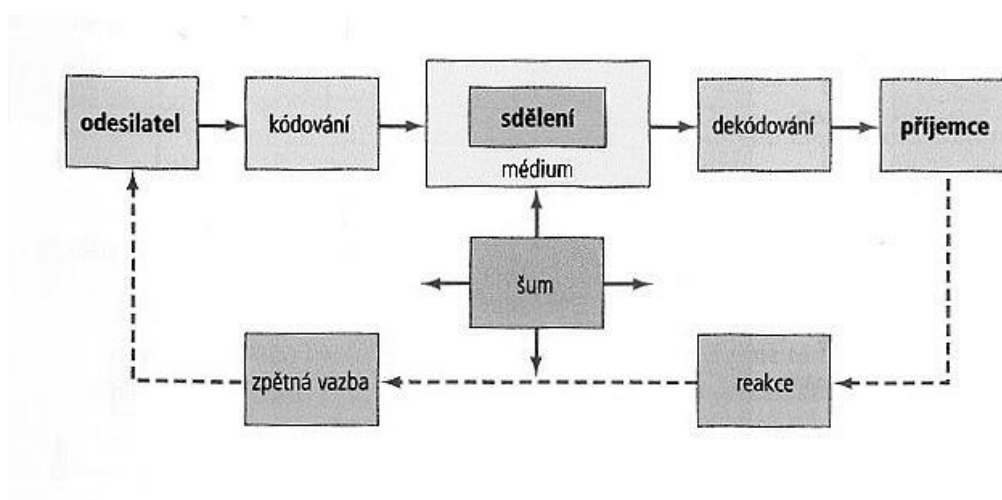 odesilatel
kódování
sdělení
médium
dekódování
příjemce
šum
zpětná vazba
reakce